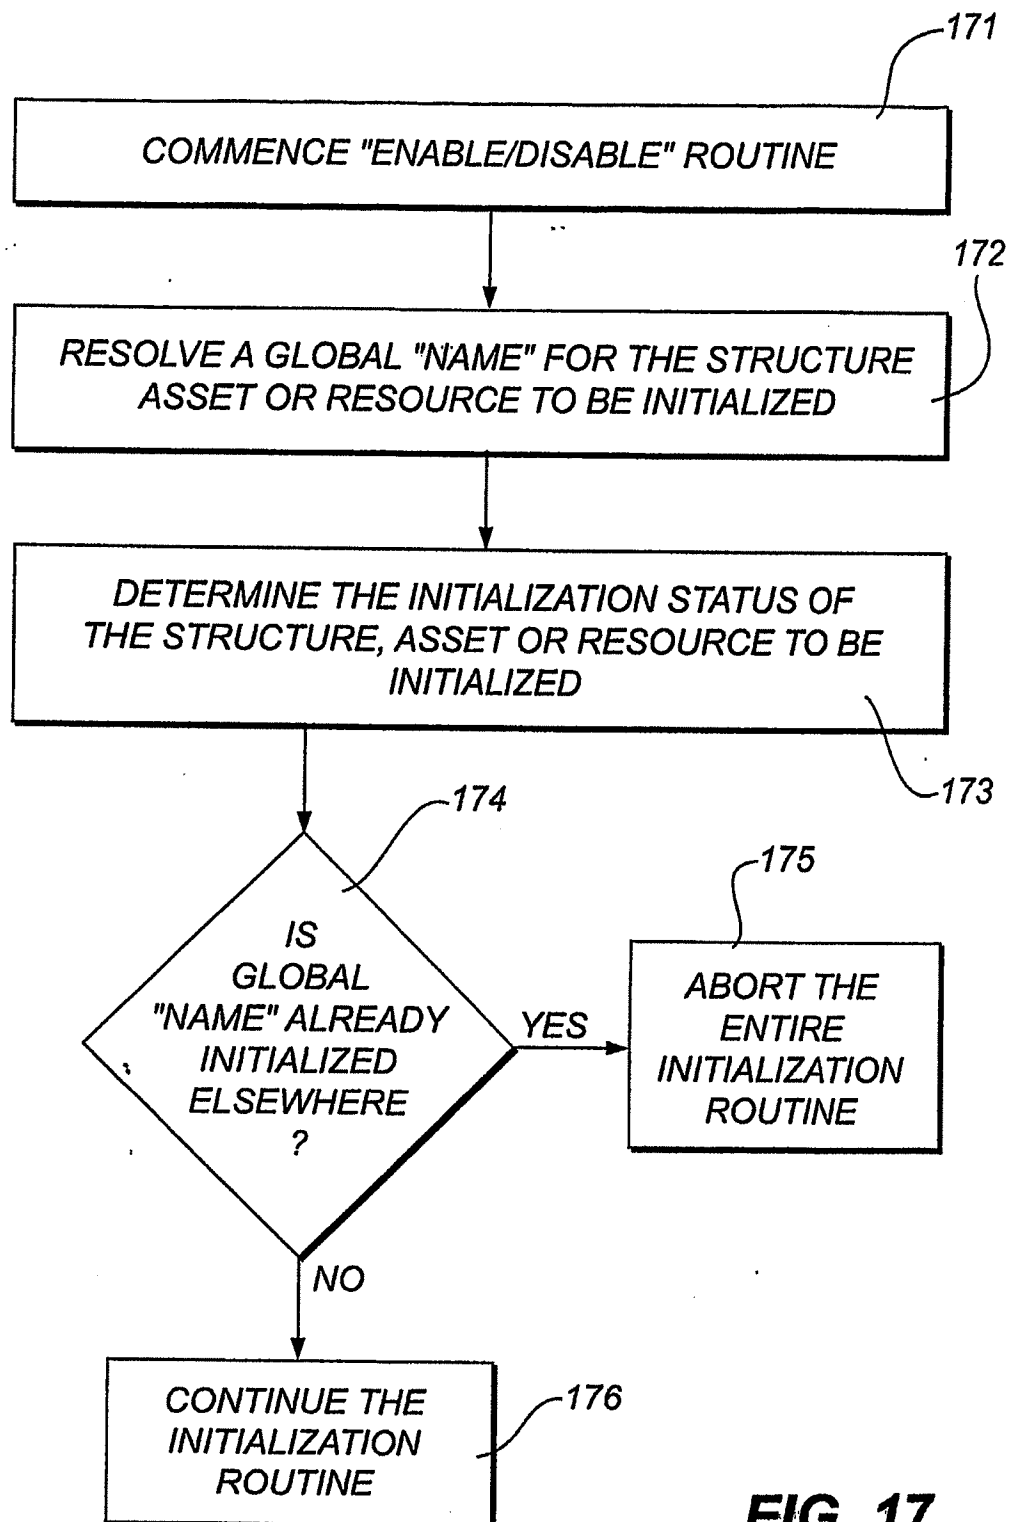 171
COMMENCE "ENABLE/DISABLE" ROUTINE
172
RESOLVE A GLOBAL "NAME" FOR THE STRUCTURE
ASSET OR RESOURCE TO BE INITIALIZED
DETERMINE THE INITIALIZATION STATUS OF
THE STRUCTURE, ASSET OR RESOURCE TO BE
INITIALIZED
173
174
IS
GLOBAL
"NAME" ALREADY
INITIALIZED
ELSEWHERE
?
YES
175
ABORT THE
ENTIRE
INITIALIZATION
ROUTINE
NO
176
CONTINUE THE
INITIALIZATION
ROUTINE
FIG. 17